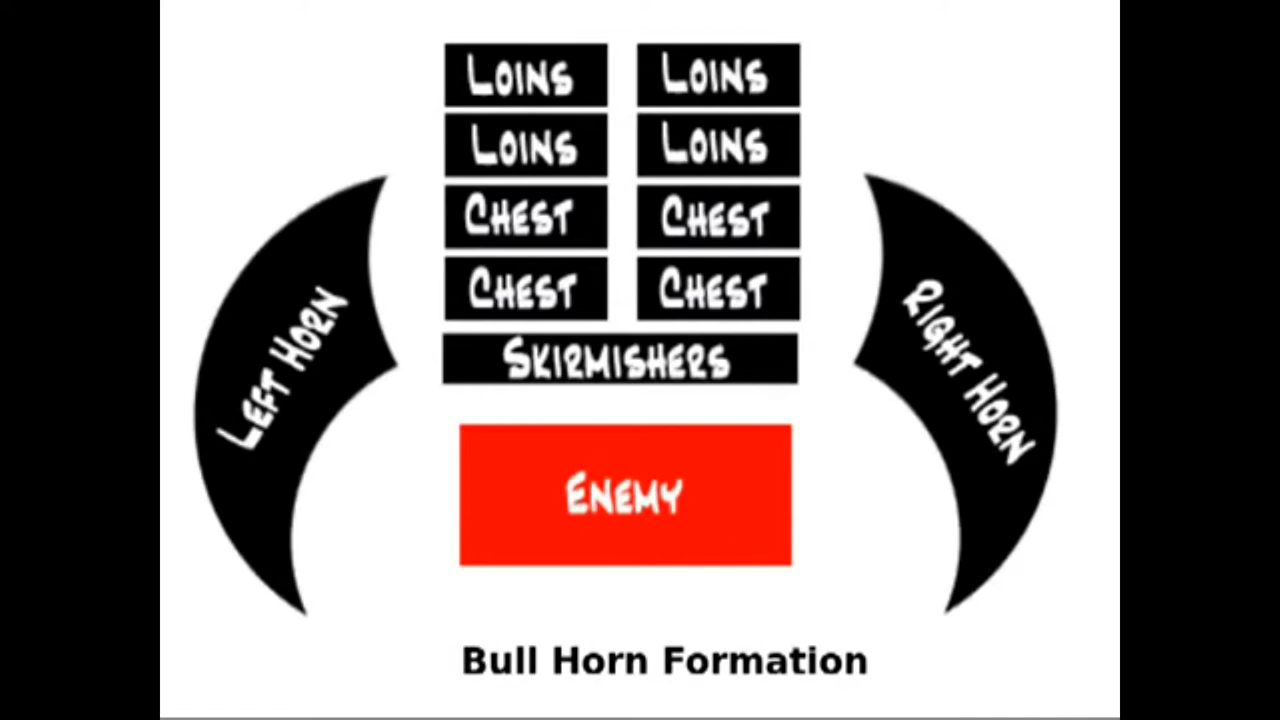 Loins Loins
Loins Loins
Chest Chest
Chest Chest
Skirmishers
Left Horn
Right Horn
Enemy
Bull Horn Formation